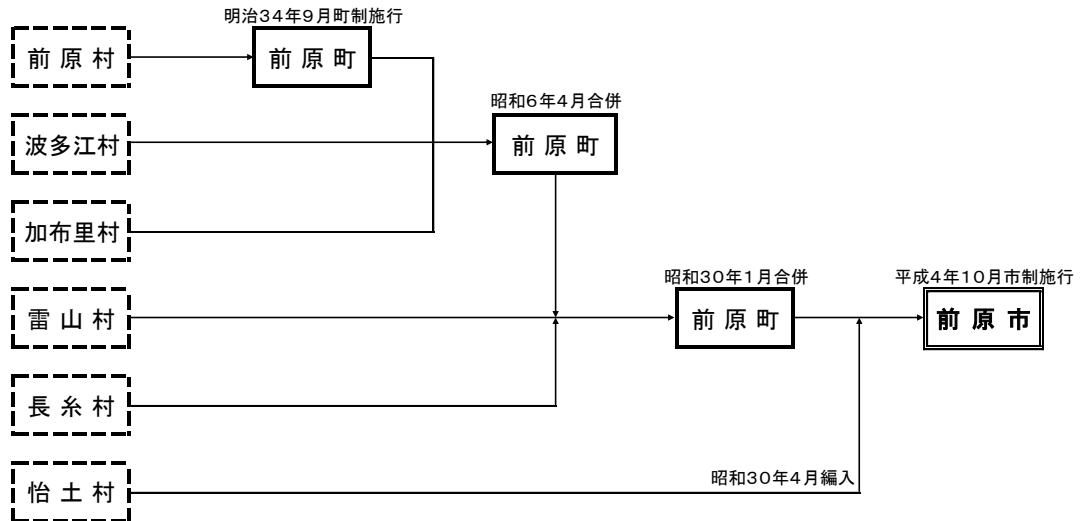 明治34年9月町制施行
前原村
前原町
昭和6年4月合併
波多江村
前原町
加布里村
昭和30年1月合併
平成4年10月市制施行
雷山村
前原町
前原市
長糸村
昭和30年4月編入
怡土村